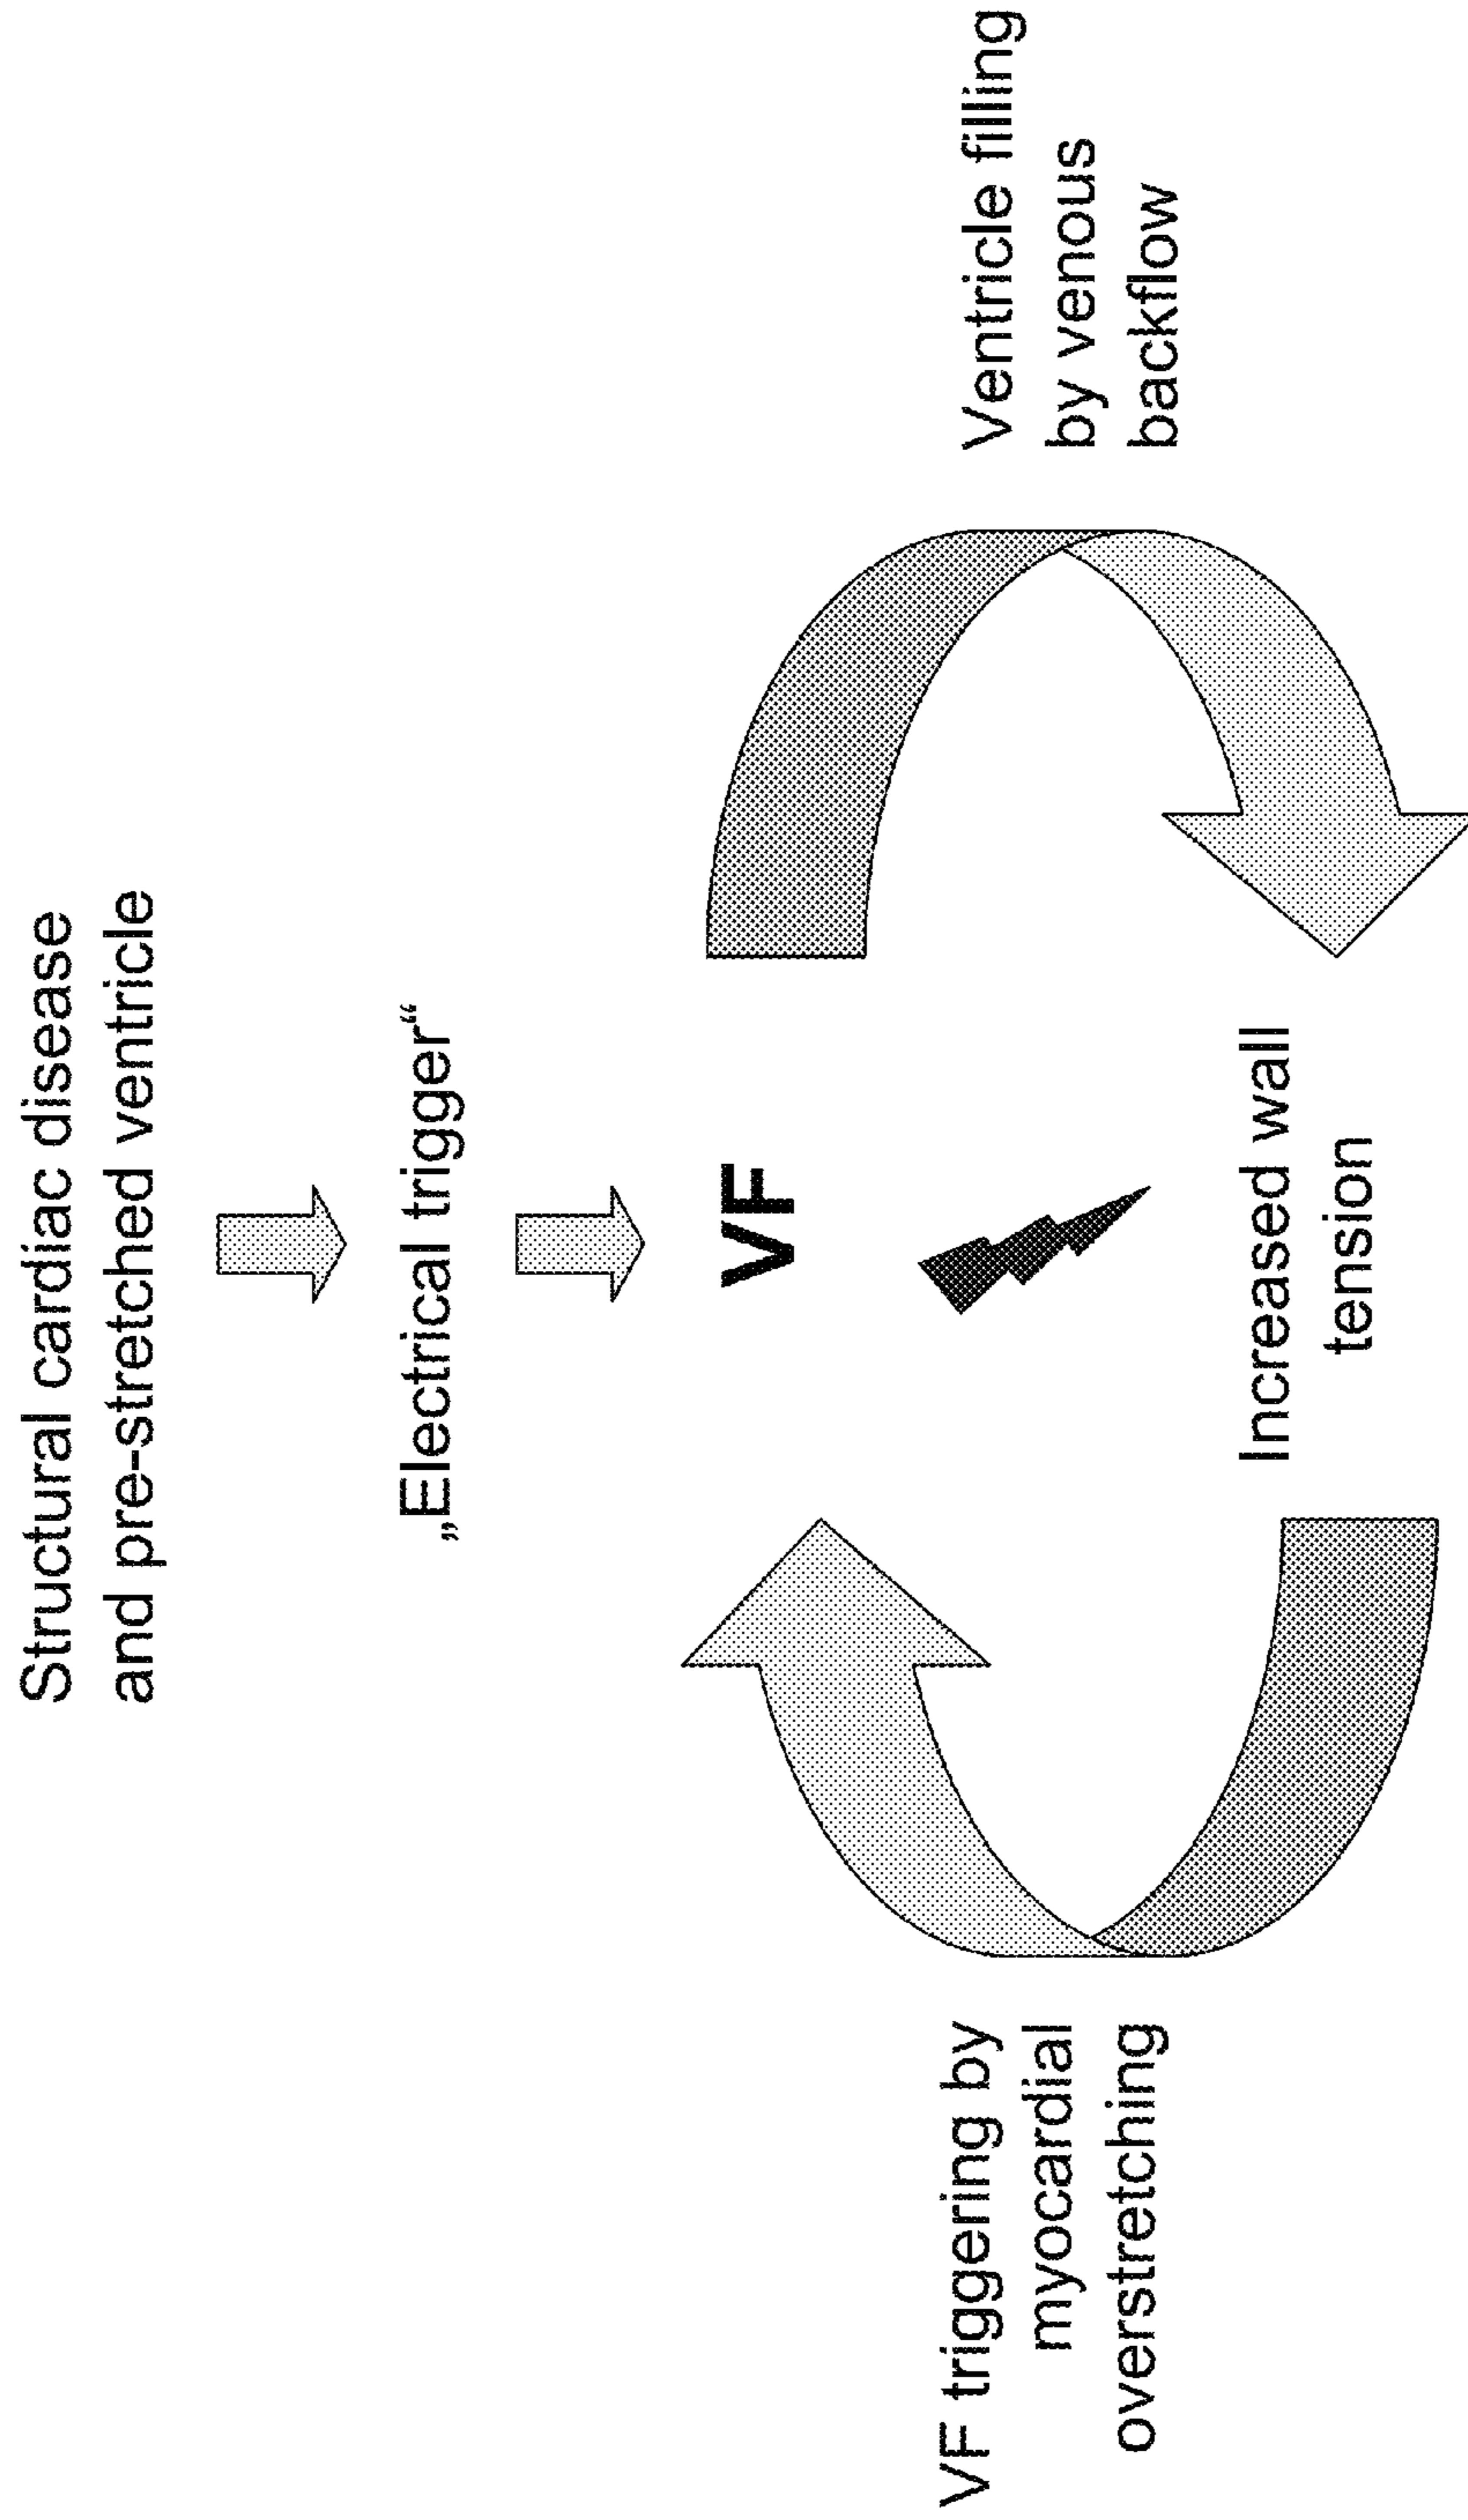 Structural cardiac disease
and pre-stretched ventricle
„Electrical trigger“
VF
Ventricle filling
by venous
backflow
Increased wall
tension
VF triggering by
myocardial
overstretching